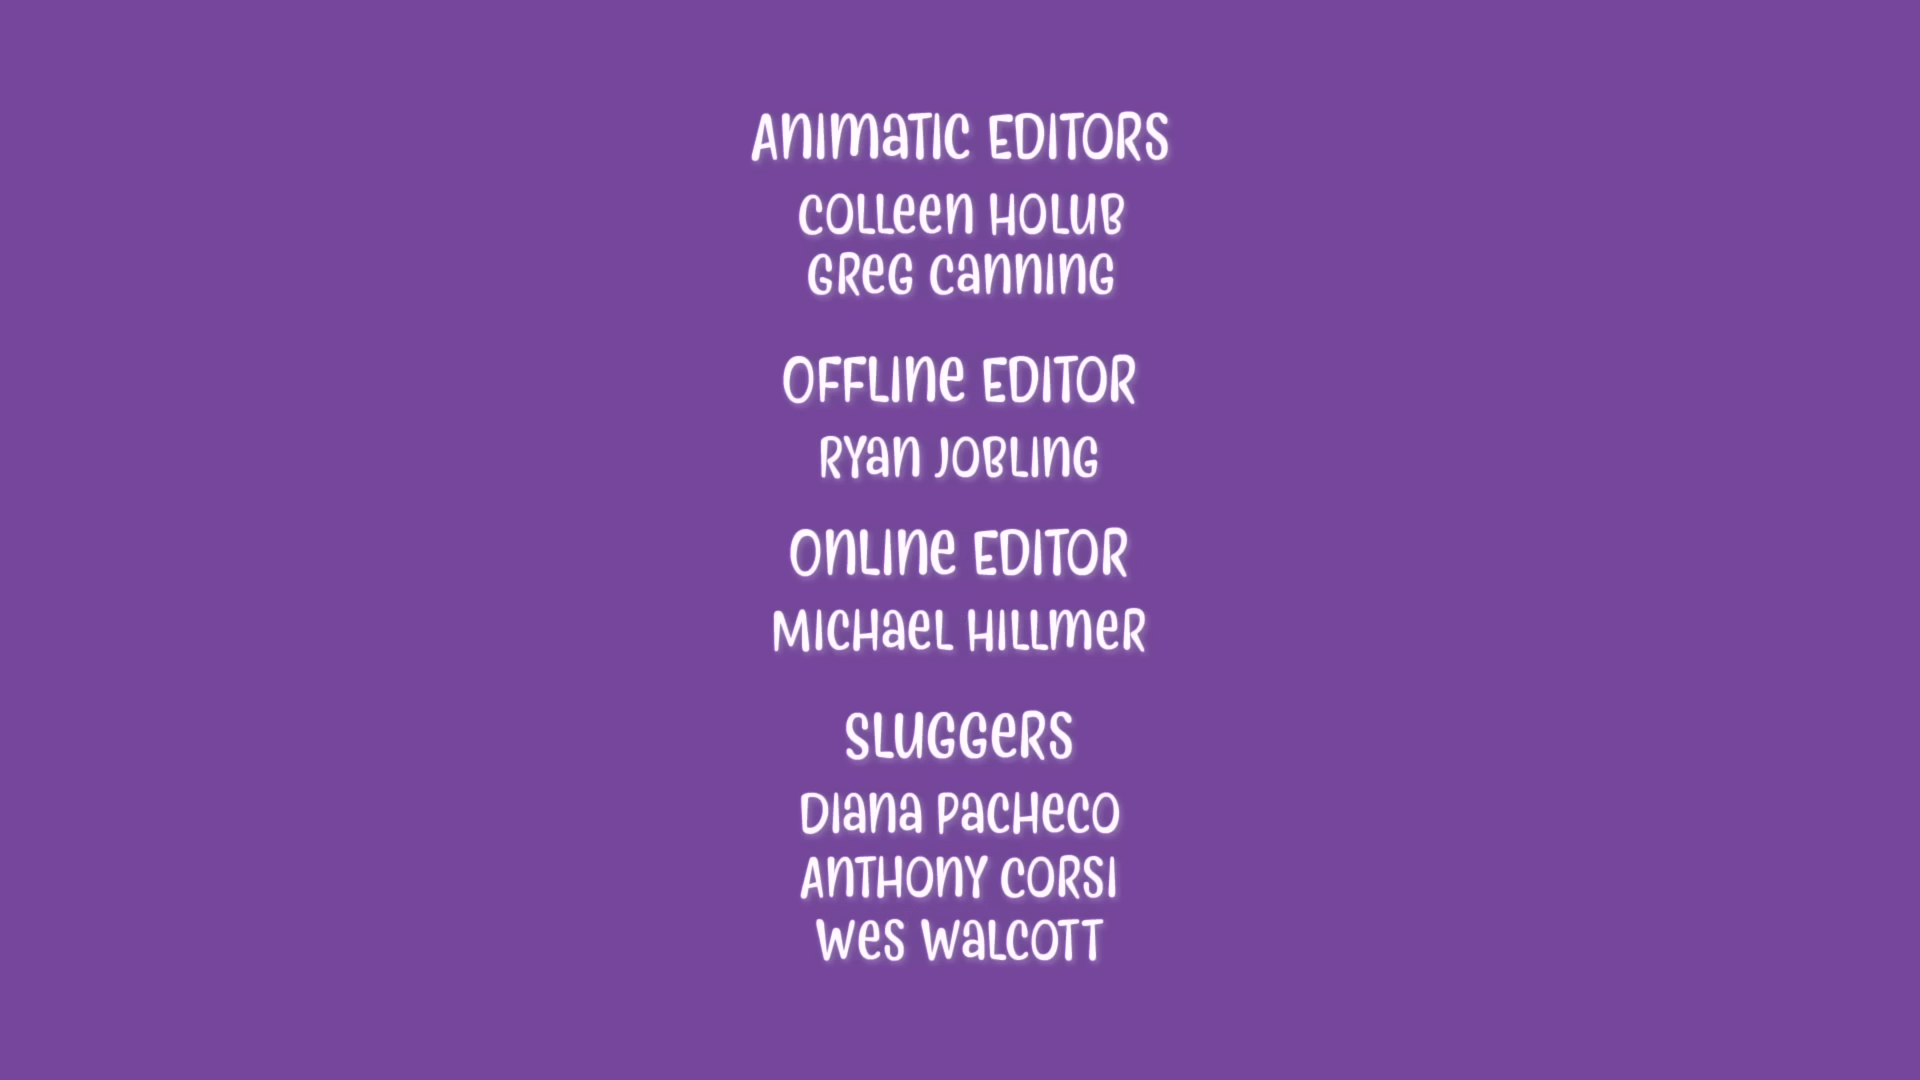 ANIMATIC EDITORS
COLLEEN HOLUB
GREG CANNING
OFFLINE EDITOR
RYAN JOBLING
ONLINE EDITOR
MICHAEL HILLMER
SLUGGERS
DIANA PACHECO
ANTHONY CORSI
WES WALCOTT